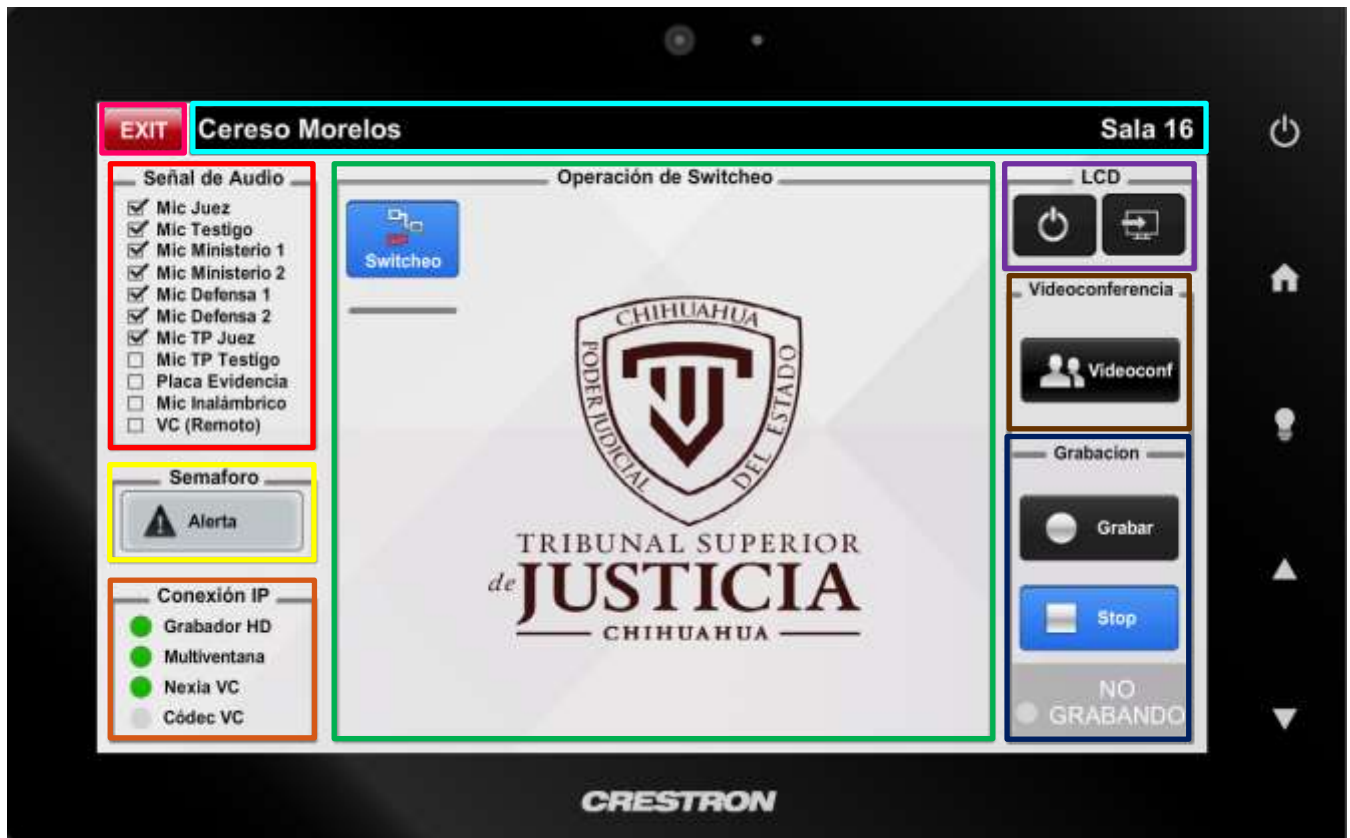 EXIT
Cereso Morelos
Sala 16
Señal de Audio
Mic Juez
Mic Testigo
Mic Ministerio 1
Mic Ministerio 2
Mic Defensa 1
Mic Defensa 2
Mic TP Juez
Mic TP Testigo
Placa Evidencia
Mic Inalámbrico
VC (Remoto)
Semaforo
Alerta
Conexión IP
Grabador HD
Multiventana
Nexia VC
Códec VC
Operación de Switcheo
Switcheo
CHIHUAHUA
PODER JUDICIAL
DEL ESTADO
TRIBUNAL SUPERIOR
de JUSTICIA
CHIHUAHUA
LCD
Videoconferencia
Videoconf
Grabacion
Grabar
Stop
NO
GRABANDO
CRESTRON